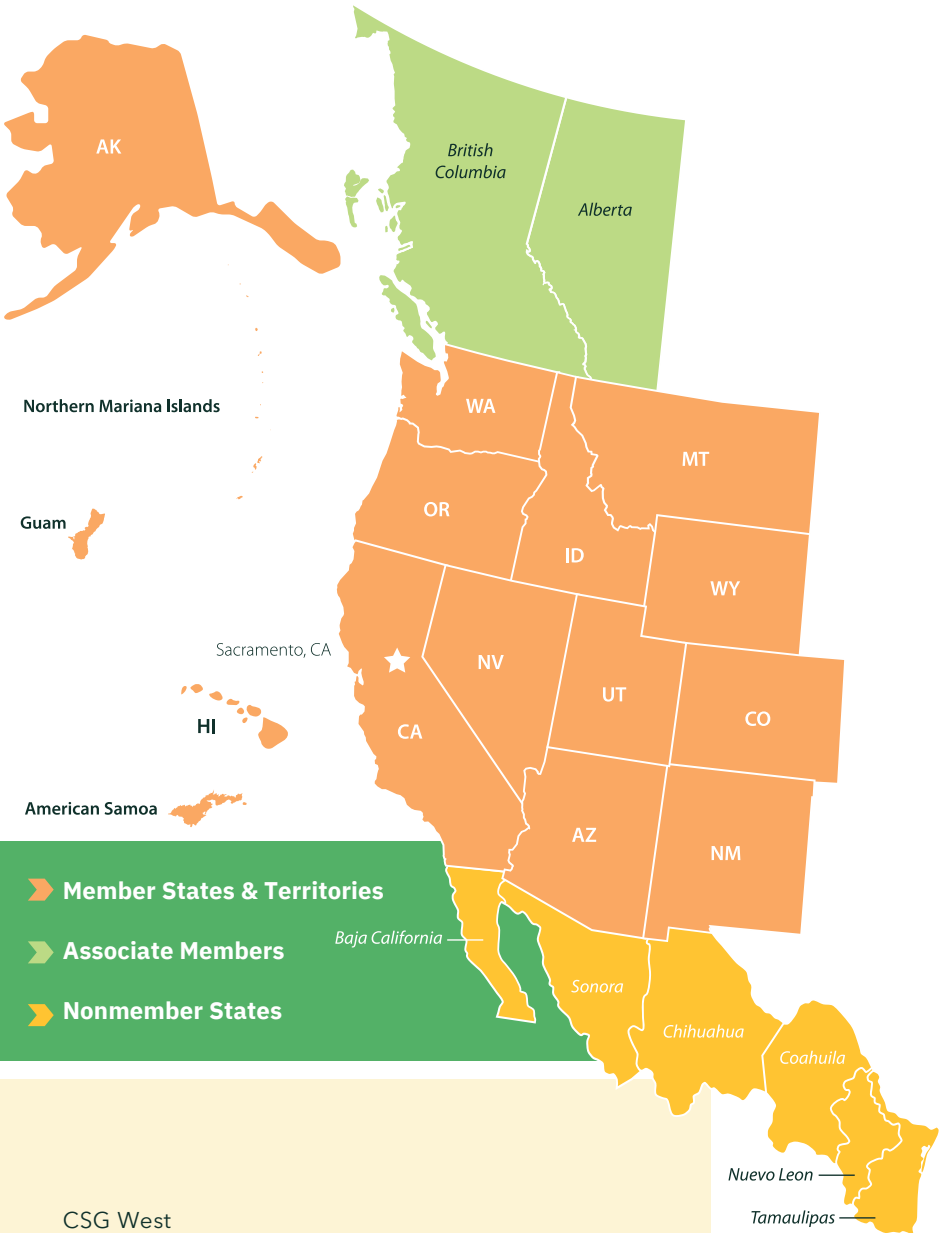 AK
British
Columbia
Alberta
Northern Mariana Islands
WA
MT
OR
Guam
ID
WY
Sacramento, CA
NV
UT
CO
HI
CA
American Samoa
AZ
NM
Member States & Territories
Baja California
Associate Members
Sonora
Nonmember States
Chihuahua
Coahuila
Nuevo Leon
CSG West
Tamaulipas